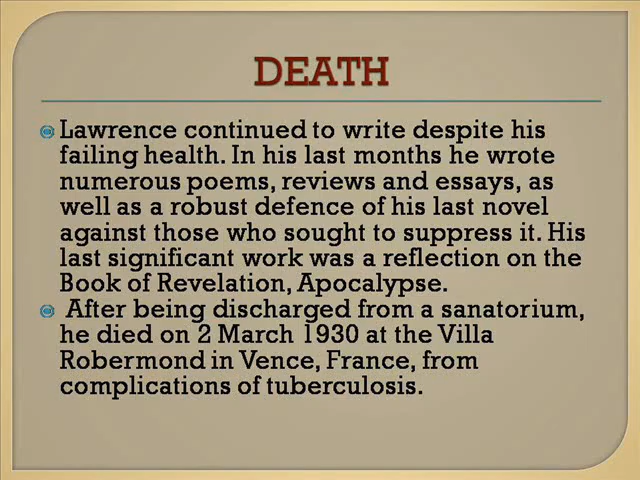 DEATH
Lawrence continued to write despite his
failing health. In his last months he wrote
numerous poems, reviews and essays, as
well as a robust defence of his last novel
against those who sought to suppress it. His
last significant work was a reflection on the
Book of Revelation, Apocalypse.
After being discharged from a sanatorium,
he died on 2 March 1930 at the Villa
Robermond in Vence, France, from
complications of tuberculosis.